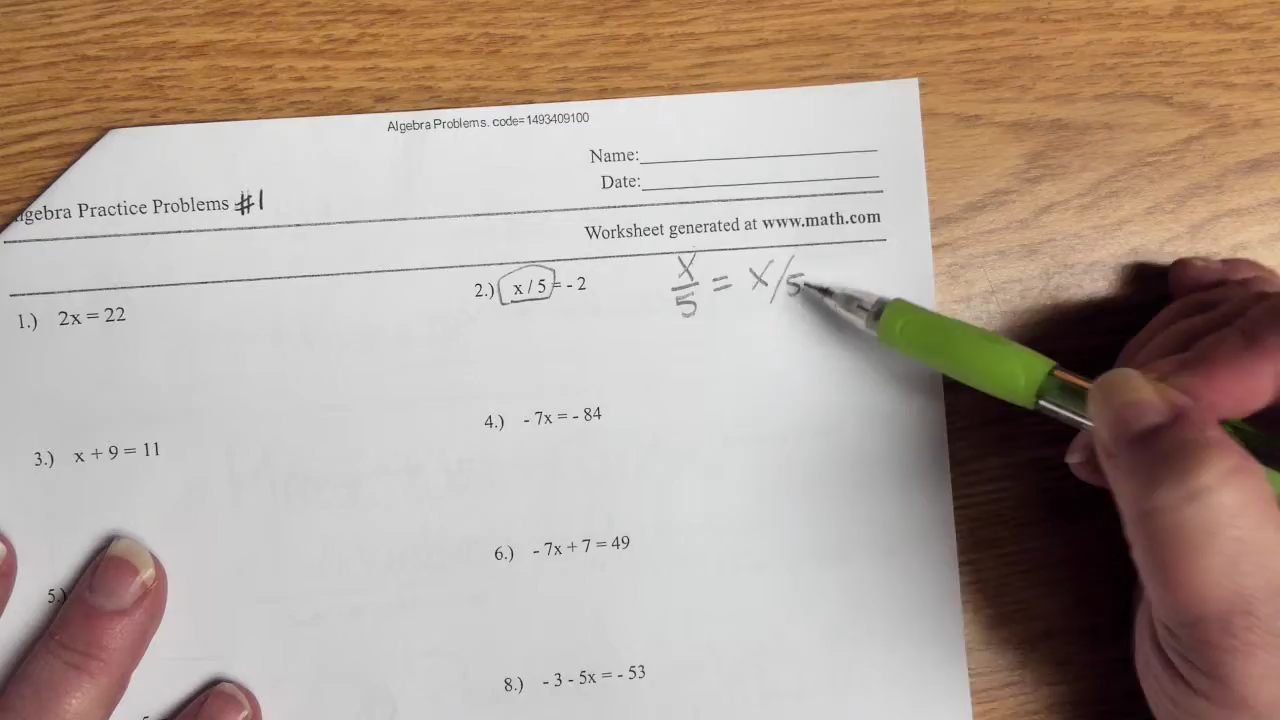 Algebra Problems. code=1493409100
Name:
Date:
gebra Practice Problems #1
Worksheet generated at www.math.com
1.) 2x = 22
2.) x / 5 = - 2
x/5 = x/5
3.) x + 9 = 11
4.) - 7x = - 84
5.)
6.) - 7x + 7 = 49
8.) - 3 - 5x = - 53